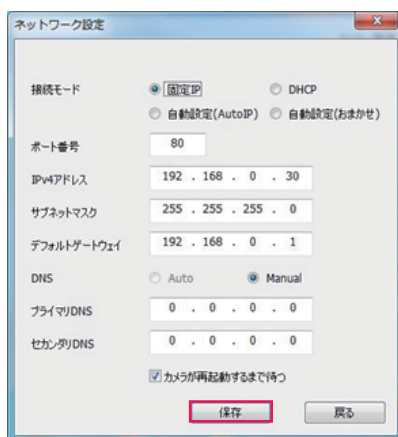 ネットワーク設定
接続モード 固定IP DHCP
自動設定(AutoIP) 自動設定(おまかせ)
ポート番号 80
IPv4アドレス 192 . 168 . 0 . 30
サブネットマスク 255 . 255 . 255 . 0
デフォルトゲートウェイ 192 . 168 . 0 . 1
DNS Auto Manual
プライマリDNS 0 . 0 . 0 . 0
セカンダリDNS 0 . 0 . 0 . 0
カメラが再起動するまで待つ
保存 戻る